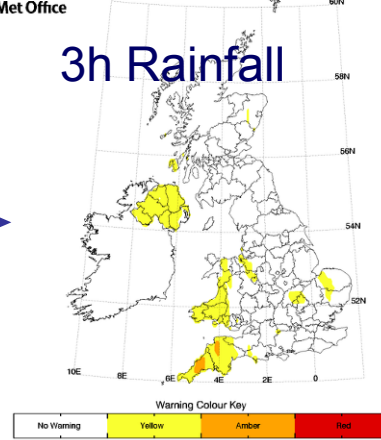 Met Office
60N
3h Rainfall
58N
56N
54N
52N
10E 8E 6E 4E 2E 0
Warning Colour Key
No Warning Yellow Amber Red